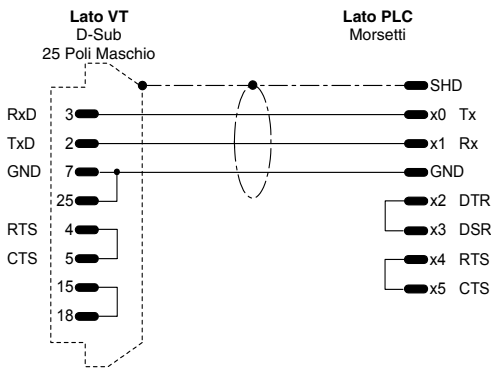 Lato VT
D-Sub
25 Poli Maschio
Lato PLC
Morsetti
SHD
RxD 3 x0 Tx
TxD 2 x1 Rx
GND 7 GND
25 x2 DTR
RTS 4 x3 DSR
CTS 5 x4 RTS
15 x5 CTS
18